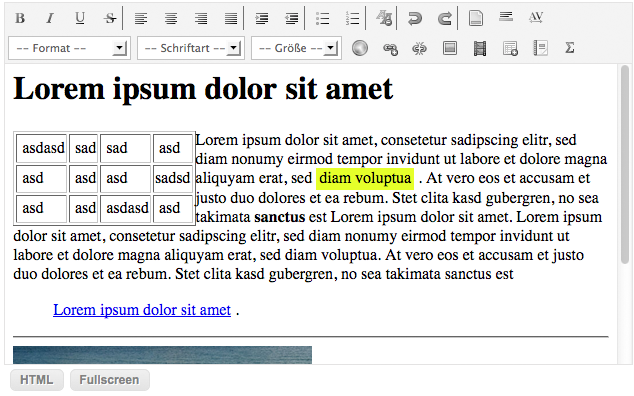 B I U S AV
-- Format -- -- Schriftart -- -- Größe -- Σ
Lorem ipsum dolor sit amet
asdasd sad sad asd
asd asd asd sadsd
asd asd asdasd asd
Lorem ipsum dolor sit amet, consetetur sadipscing elitr, sed
diam nonumy eirmod tempor invidunt ut labore et dolore magna
aliquyam erat, sed diam voluptua . At vero eos et accusam et
justo duo dolores et ea rebum. Stet clita kasd gubergren, no sea
takimata sanctus est Lorem ipsum dolor sit amet. Lorem ipsum
dolor sit amet, consetetur sadipscing elitr, sed diam nonumy eirmod tempor invidunt ut
labore et dolore magna aliquyam erat, sed diam voluptua. At vero eos et accusam et justo
duo dolores et ea rebum. Stet clita kasd gubergren, no sea takimata sanctus est
Lorem ipsum dolor sit amet .
HTML Fullscreen